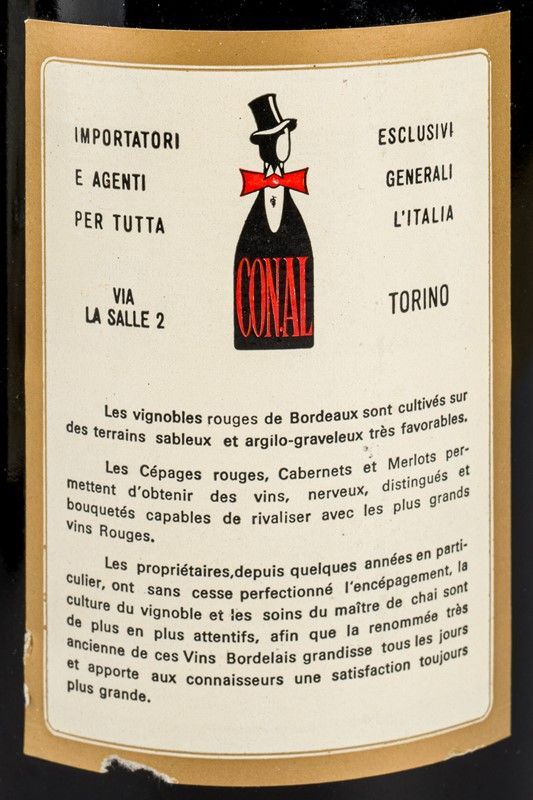 IMPORTATORI ESCLUSIVI
E AGENTI GENERALI
PER TUTTA L'ITALIA
VIA
LA SALLE 2
TORINO
CONAL
Les vignobles rouges de Bordeaux sont cultivés sur
des terrains sableux et argilo-graveleux très favorables.
Les Cépages rouges, Cabernets et Merlots per-
mettent d'obtenir des vins, nerveux, distingués et
bouquetés capables de rivaliser avec les plus grands
vins Rouges.
Les propriétaires,depuis quelques années en parti-
culier, ont sans cesse perfectionné l'encépagement, la
culture du vignoble et les soins du maître de chai sont
de plus en plus attentifs, afin que la renommée très
ancienne de ces Vins Bordelais grandisse tous les jours
et apporte aux connaisseurs une satisfaction toujours
plus grande.